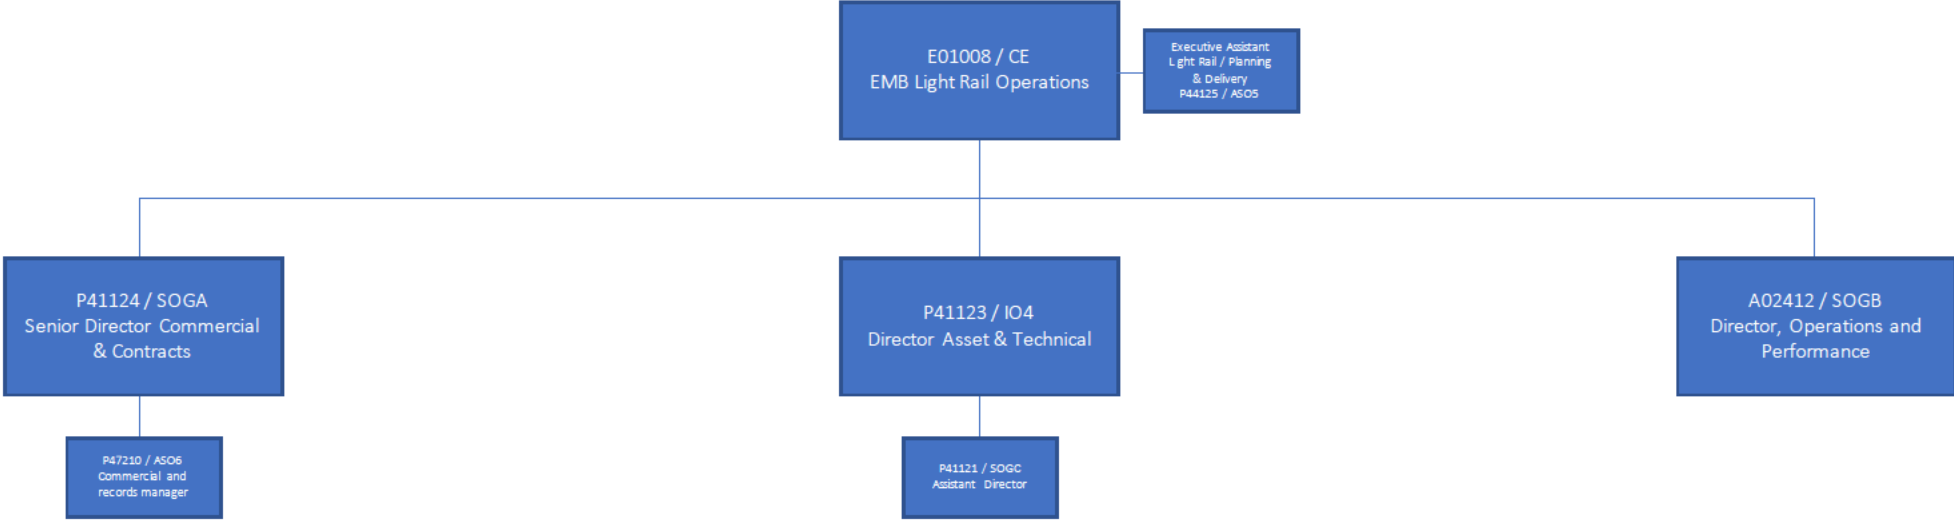 E01008 / CE
EMB Light Rail Operations
Executive Assistant
L ght Rail / Planning
& Delivery
P44125 / ASO5
P41124 / SOGA
Senior Director Commercial
& Contracts
P41123 / IO4
Director Asset & Technical
A02412 / SOGB
Director, Operations and
Performance
P47210 / ASO6
Commercial and
records manager
P41121 / SOGC
Assistant Director